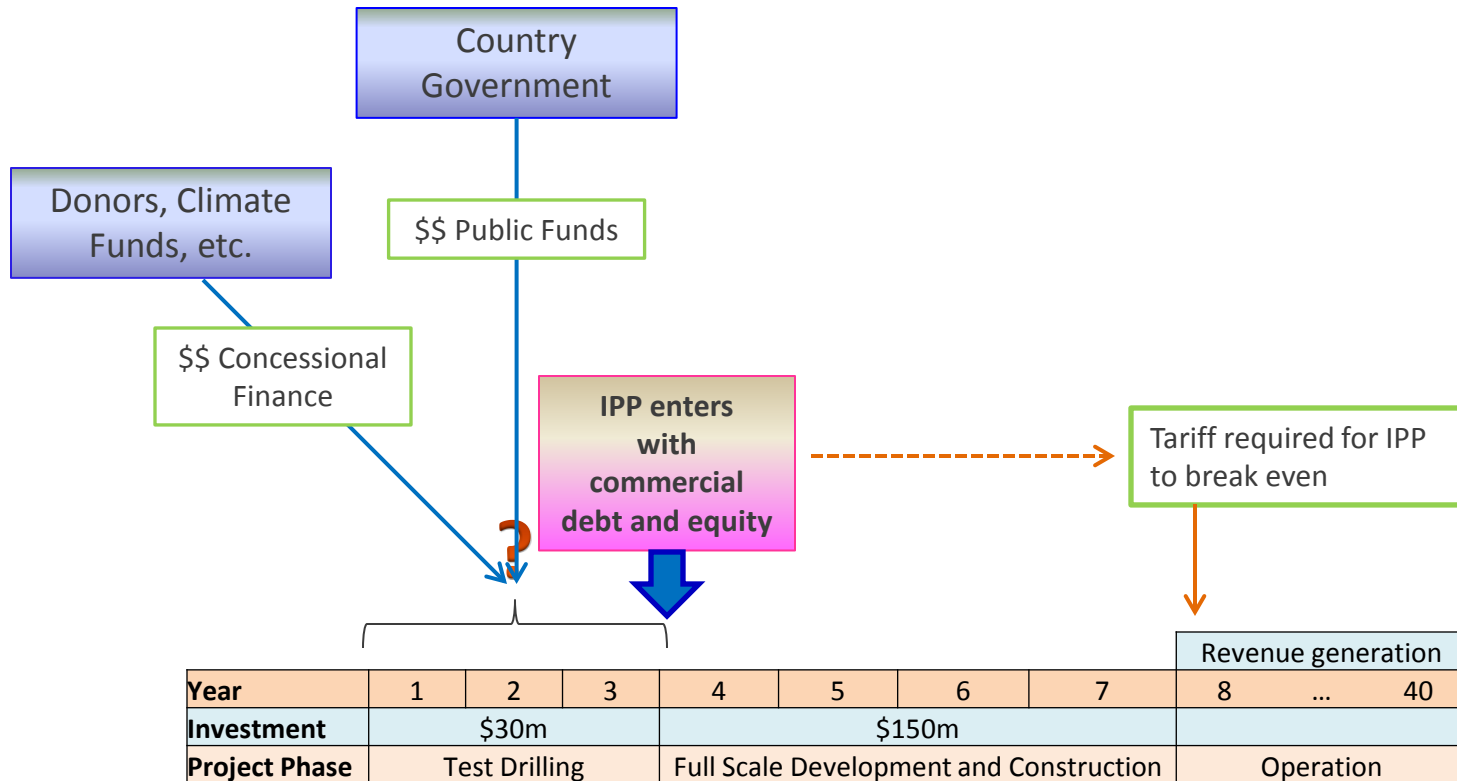 Country
Government
Donors, Climate
Funds, etc.
$$ Public Funds
$$ Concessional
Finance
IPP enters
with
commercial
debt and equity
Tariff required for IPP
to break even
?
Revenue generation
Year 1 2 3 4 5 6 7 8 ... 40
Investment $30m $150m
Project Phase Test Drilling Full Scale Development and Construction Operation